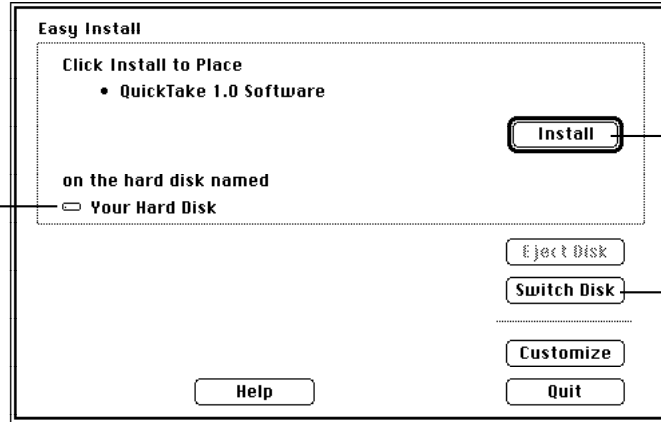 Easy Install
Click Install to Place
• QuickTake 1.0 Software
Install
on the hard disk named
Your Hard Disk
Eject Disk
Switch Disk
Customize
Help
Quit